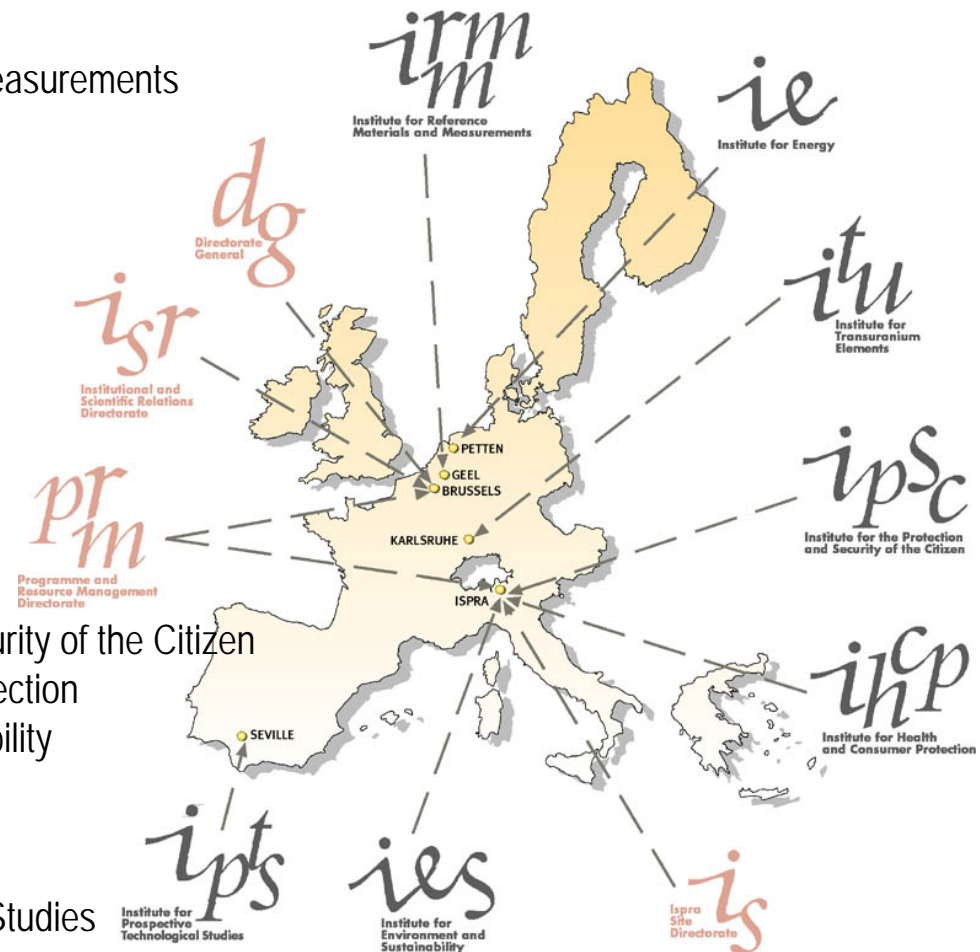 easurements
irmm
Institute for Reference
Materials and Measurements
ie
Institute for Energy
dg
Directorate
General
itu
Institute for
Transuranium
Elements
isr
Institutional and
Scientific Relations
Directorate
PETTEN
GEEL
BRUSSELS
ipsc
Institute for the Protection
and Security of the Citizen
prm
Programme and
Resource Management
Directorate
KARLSRUHE
ISPRA
urity of the Citizen
ection
bility
ihcp
Institute for Health
and Consumer Protection
SEVILLE
ipts
Institute for
Prospective
Technological Studies
Studies
ies
Institute for
Environment and
Sustainability
is
Ispra
Site
Directorate